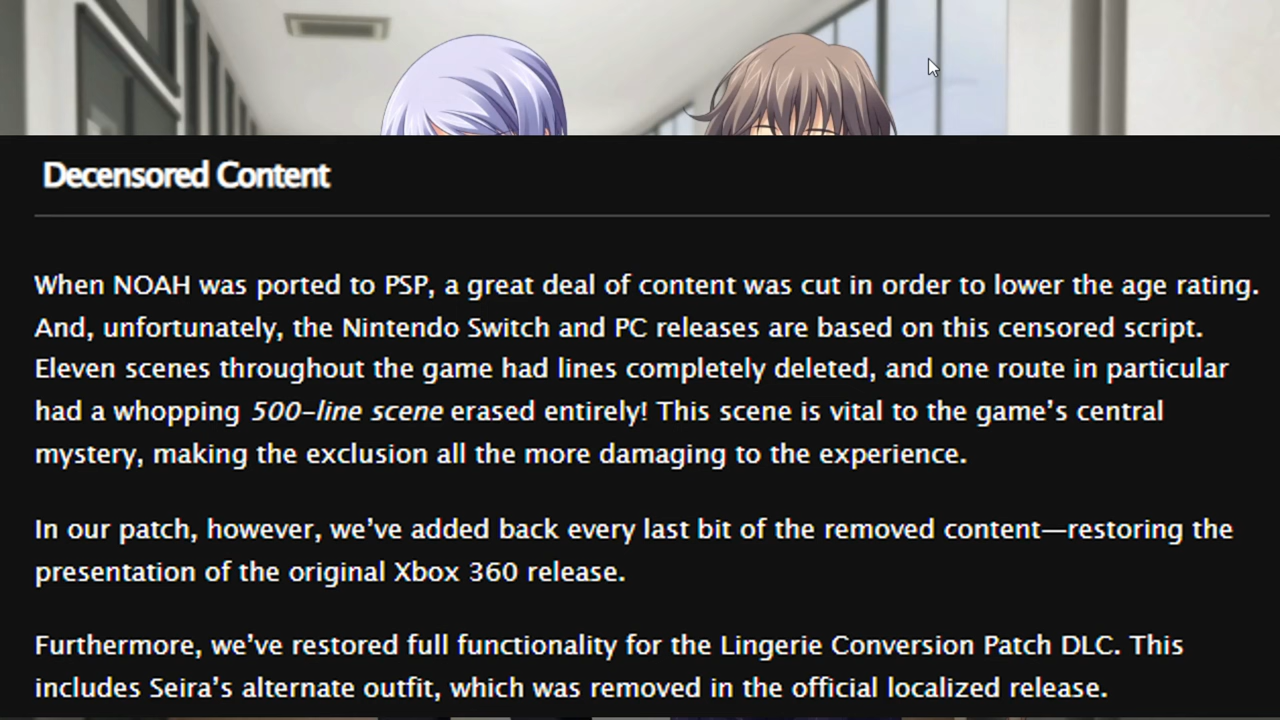 Decensored Content
When NOAH was ported to PSP, a great deal of content was cut in order to lower the age rating.
And, unfortunately, the Nintendo Switch and PC releases are based on this censored script.
Eleven scenes throughout the game had lines completely deleted, and one route in particular
had a whopping 500-line scene erased entirely! This scene is vital to the game's central
mystery, making the exclusion all the more damaging to the experience.
In our patch, however, we've added back every last bit of the removed content—restoring the
presentation of the original Xbox 360 release.
Furthermore, we've restored full functionality for the Lingerie Conversion Patch DLC. This
includes Seira's alternate outfit, which was removed in the official localized release.